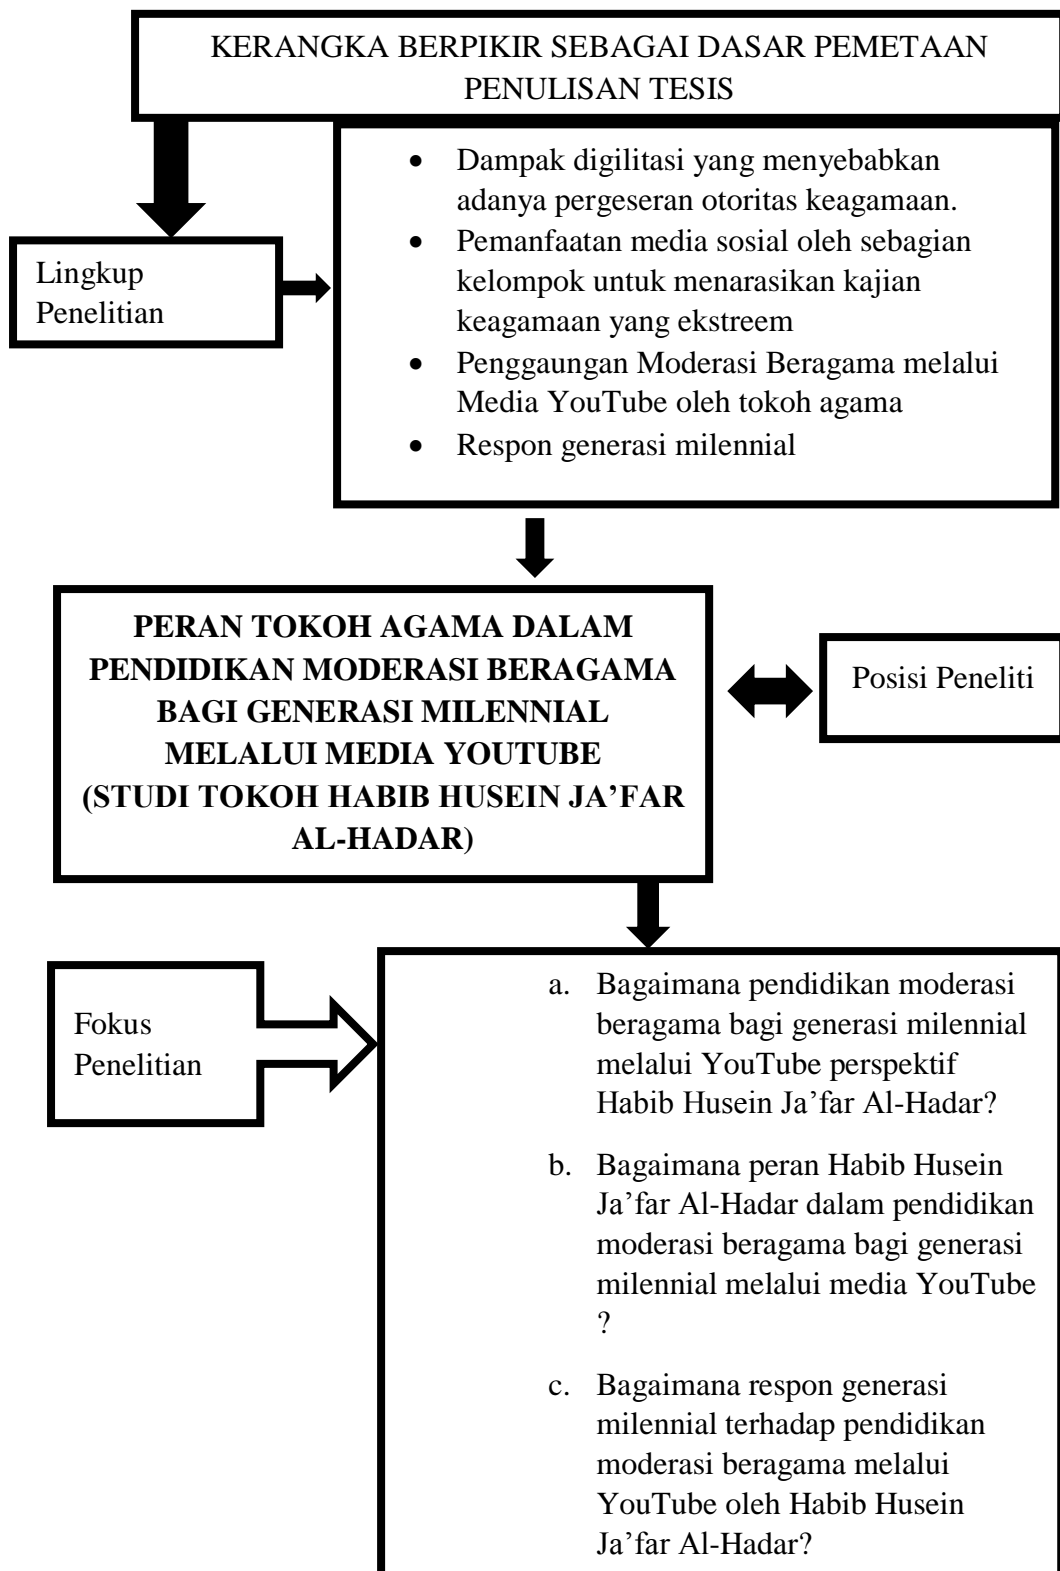 KERANGKA BERPIKIR SEBAGAI DASAR PEMETAAN
PENULISAN TESIS
• Dampak digilitasi yang menyebabkan
adanya pergeseran otoritas keagamaan.
• Pemanfaatan media sosial oleh sebagian
kelompok untuk menarasikan kajian
keagamaan yang ekstreem
• Penggaungan Moderasi Beragama melalui
Media YouTube oleh tokoh agama
• Respon generasi milennial
Lingkup
Penelitian
PERAN TOKOH AGAMA DALAM
PENDIDIKAN MODERASI BERAGAMA
BAGI GENERASI MILENNIAL
MELALUI MEDIA YOUTUBE
(STUDI TOKOH HABIB HUSEIN JA’FAR
AL-HADAR)
Posisi Peneliti
Fokus
Penelitian
a. Bagaimana pendidikan moderasi
beragama bagi generasi milennial
melalui YouTube perspektif
Habib Husein Ja’far Al-Hadar?
b. Bagaimana peran Habib Husein
Ja’far Al-Hadar dalam pendidikan
moderasi beragama bagi generasi
milennial melalui media YouTube
?
c. Bagaimana respon generasi
milennial terhadap pendidikan
moderasi beragama melalui
YouTube oleh Habib Husein
Ja’far Al-Hadar?